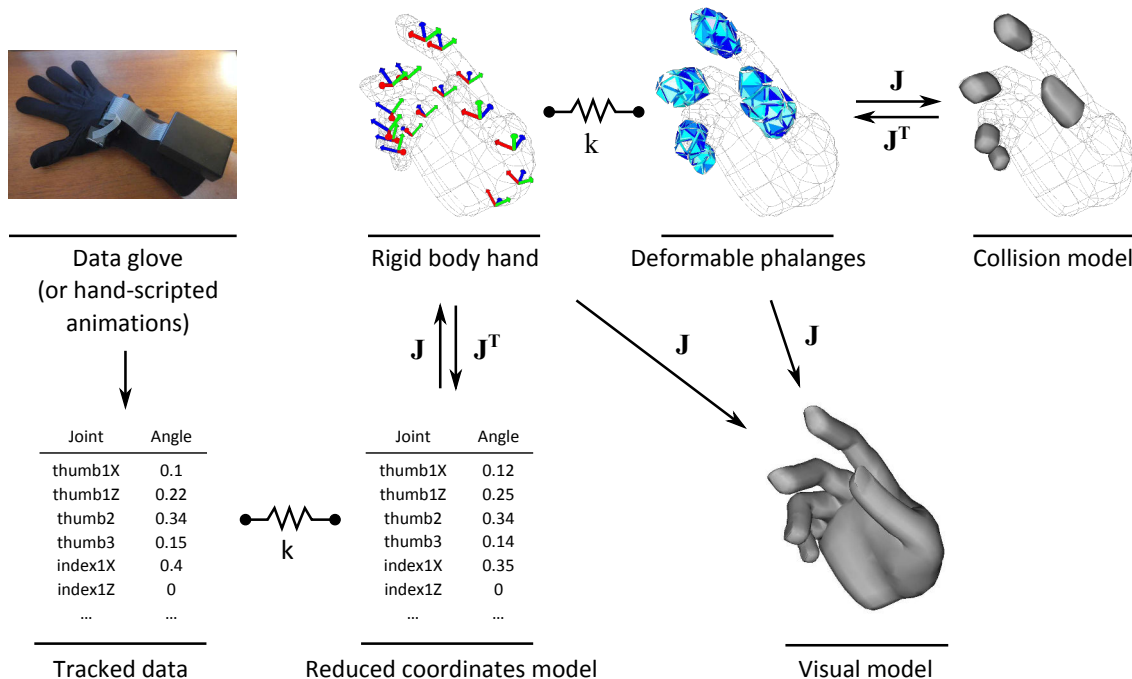 k
J
J^T
Data glove
(or hand-scripted
animations)
Rigid body hand
Deformable phalanges
Collision model
J
J^T
J
J
Joint Angle
thumb1X 0.1
thumb1Z 0.22
thumb2 0.34
thumb3 0.15
index1X 0.4
index1Z 0
... ...
Tracked data
k
Joint Angle
thumb1X 0.12
thumb1Z 0.25
thumb2 0.34
thumb3 0.14
index1X 0.35
index1Z 0
... ...
Reduced coordinates model
Visual model